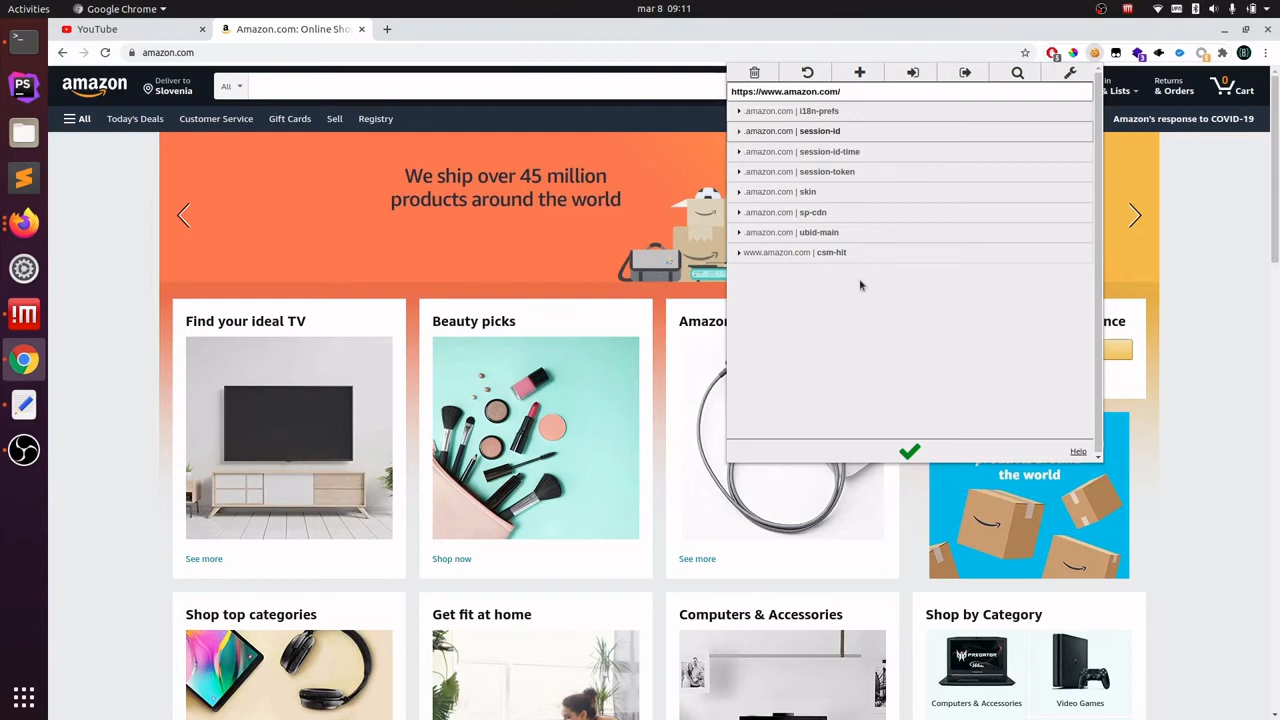 Activities
Google Chrome
mar 8 09:11
YouTube
Amazon.com: Online Sho
amazon.com
5
3
5
amazon
Deliver to
Slovenia
All
Returns
& Lists
& Orders
0
Cart
All
Today's Deals
Customer Service
Gift Cards
Sell
Registry
Amazon's response to COVID-19
https://www.amazon.com/
.amazon.com | i18n-prefs
.amazon.com | session-id
.amazon.com | session-id-time
.amazon.com | session-token
.amazon.com | skin
.amazon.com | sp-cdn
.amazon.com | ubid-main
www.amazon.com | csm-hit
Help
We ship over 45 million
products around the world
Find your ideal TV
See more
Beauty picks
Shop now
Amazon
See more
nce
the world
Shop top categories
Get fit at home
Computers & Accessories
Shop by Category
PREDATOR
Computers & Accessories
Video Games